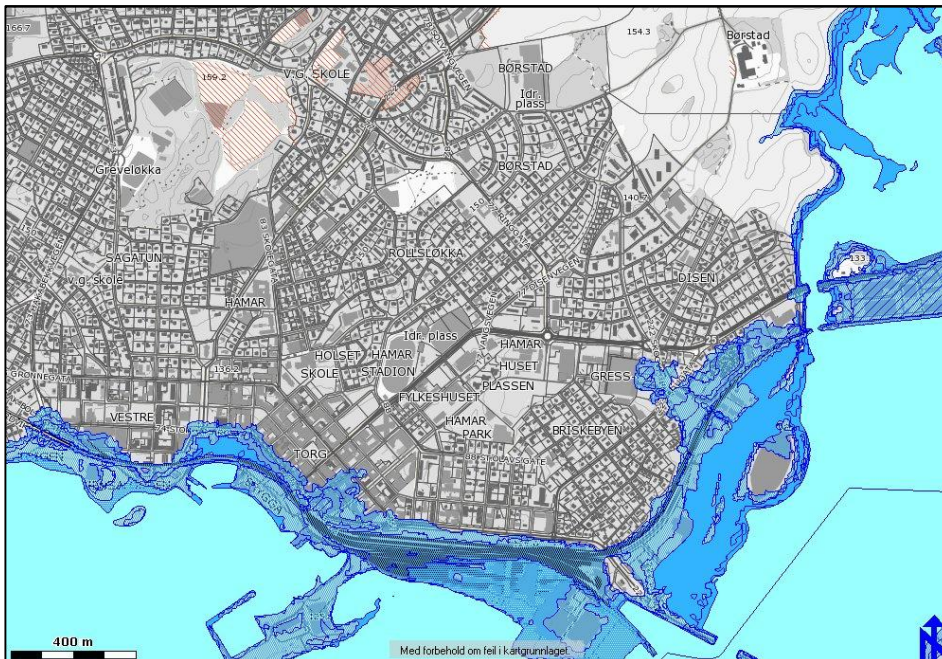 166.7
154.3
Børstad
BØRSTAD
Idr. plass
159.2
V.G. SKOLE
Greveløkka
BØRSTAD
140.7
SAGATUN
v.g. skole
ROLLSLØKKA
HAMAR
133
DISEN
Idr. plass
HOLSET
SKOLE
HAMAR
STADION
HAMAR
HUSET
136.2
GRESS
PLASSEN
FYLKESHUSET
VESTRE
HAMAR
PARK
BRISKEBYEN
TORG
400 m
Med forbehold om feil i kartgrunnlaget.
N